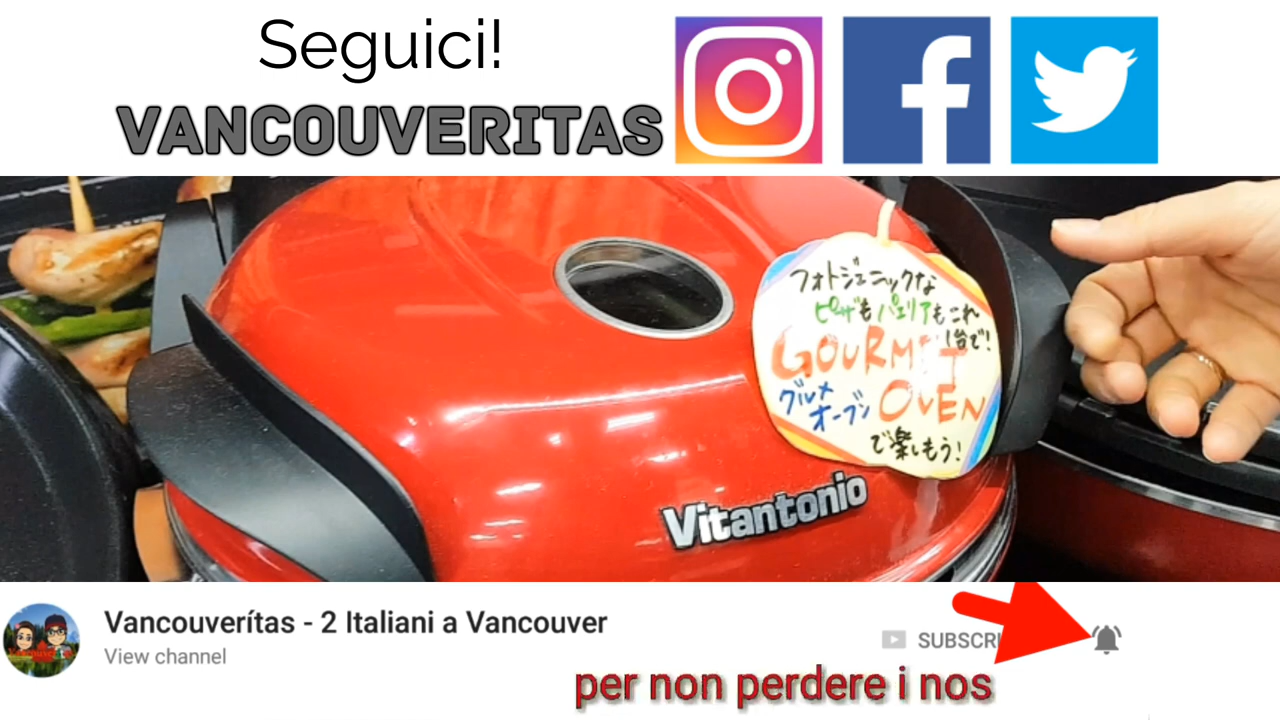 Seguici!
VANCOUVERITAS
フォトジェニックな
ピザもパエリアもこれ
1台で!
GOURMET
グルメ
オーブン
OVEN
で楽しもう!
Vitantonio
Vancouverítas - 2 Italiani a Vancouver
View channel
SUBSCRI
per non perdere i nos